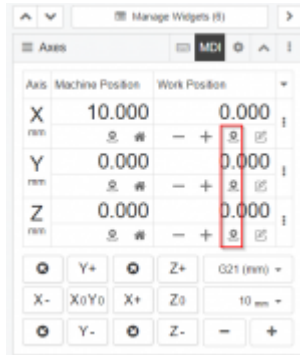 Manage Widgets (6)
Axes MDI
Axis Machine Position Work Position
X 10.000 0.000
mm
Y 0.000 0.000
mm
Z 0.000 0.000
mm
Y+ Z+ G21 (mm)
X- X0Y0 X+ Z0 10 mm
Y- Z- - +